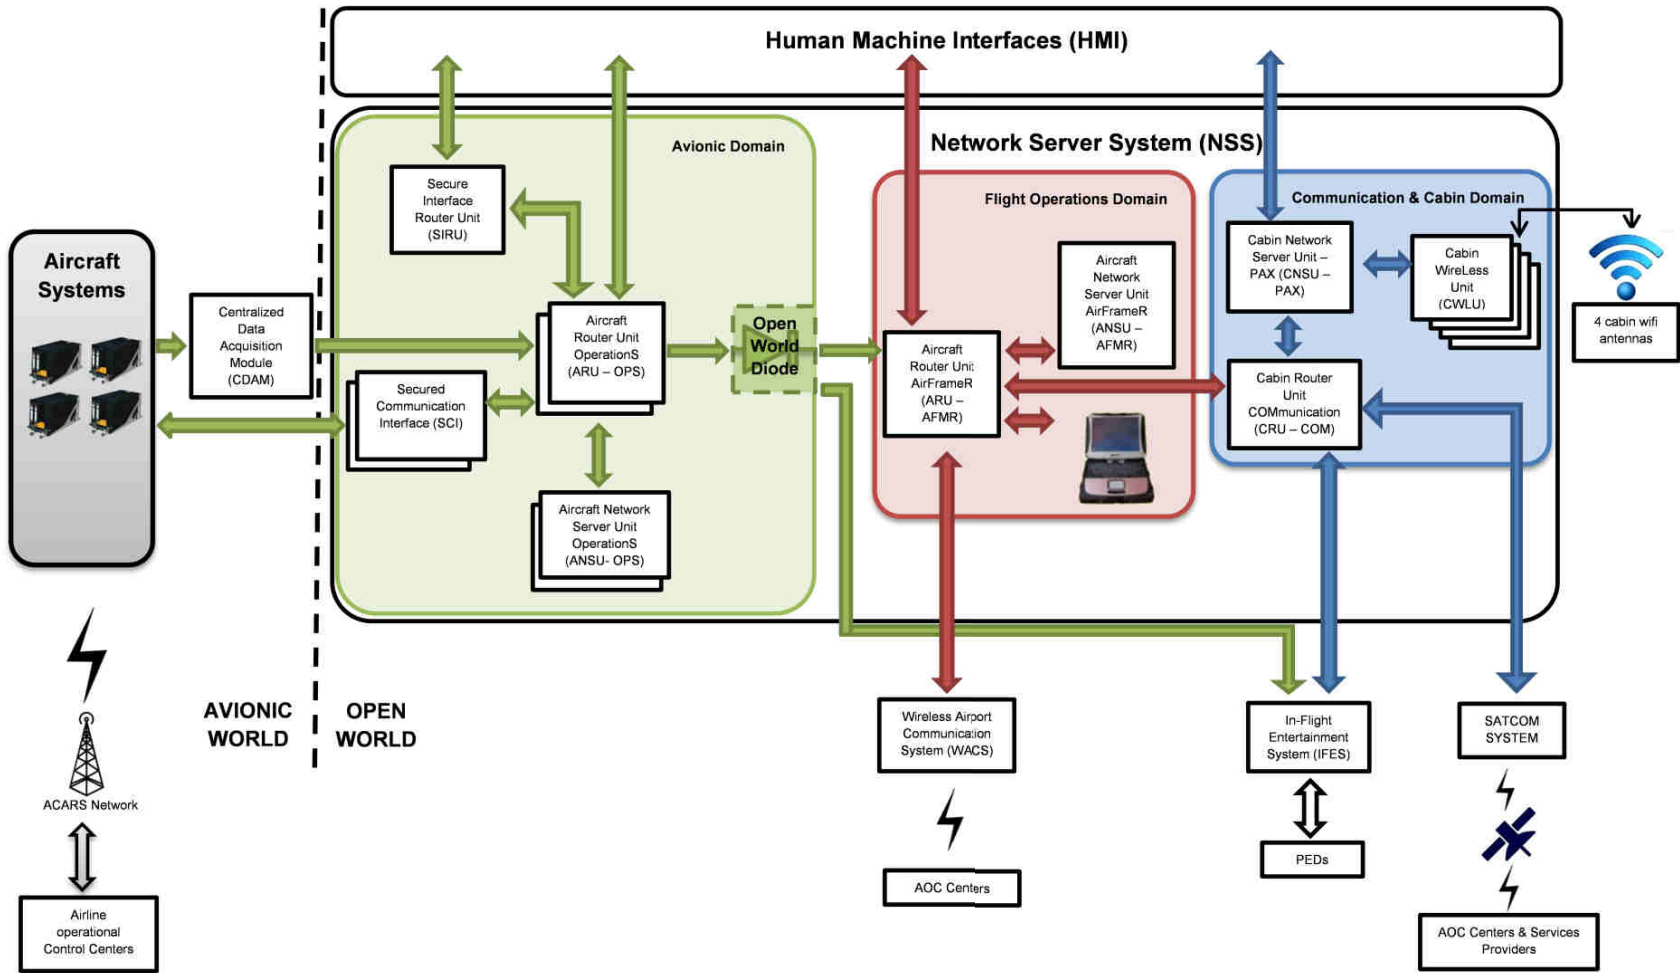 Human Machine Interfaces (HMI)
Network Server System (NSS)
Avionic Domain
Secure
Interface
Router Unit
(SIRU)
Flight Operations Domain
Communication & Cabin Domain
Aircraft
Systems
Centralized
Data
Acquisition
Module
(CDAM)
Aircraft
Router Unit
OperationS
(ARU – OPS)
Open
World
Diode
Secured
Communication
Interface (SCI)
Aircraft Network
Server Unit
OperationS
(ANSU- OPS)
Aircraft
Network
Server Unit
AirFrameR
(ANSU –
AFMR)
Aircraft
Router Unit
AirFrameR
(ARU –
AFMR)
Cabin Network
Server Unit –
PAX (CNSU –
PAX)
Cabin
WireLess
Unit
(CWLU)
4 cabin wifi
antennas
Cabin Router
Unit
COMmunication
(CRU – COM)
AVIONIC
WORLD
OPEN
WORLD
Wireless Airport
Communication
System (WACS)
In-Flight
Entertainment
System (IFES)
SATCOM
SYSTEM
ACARS Network
PEDs
AOC Centers
Airline
operational
Control Centers
AOC Centers & Services
Providers